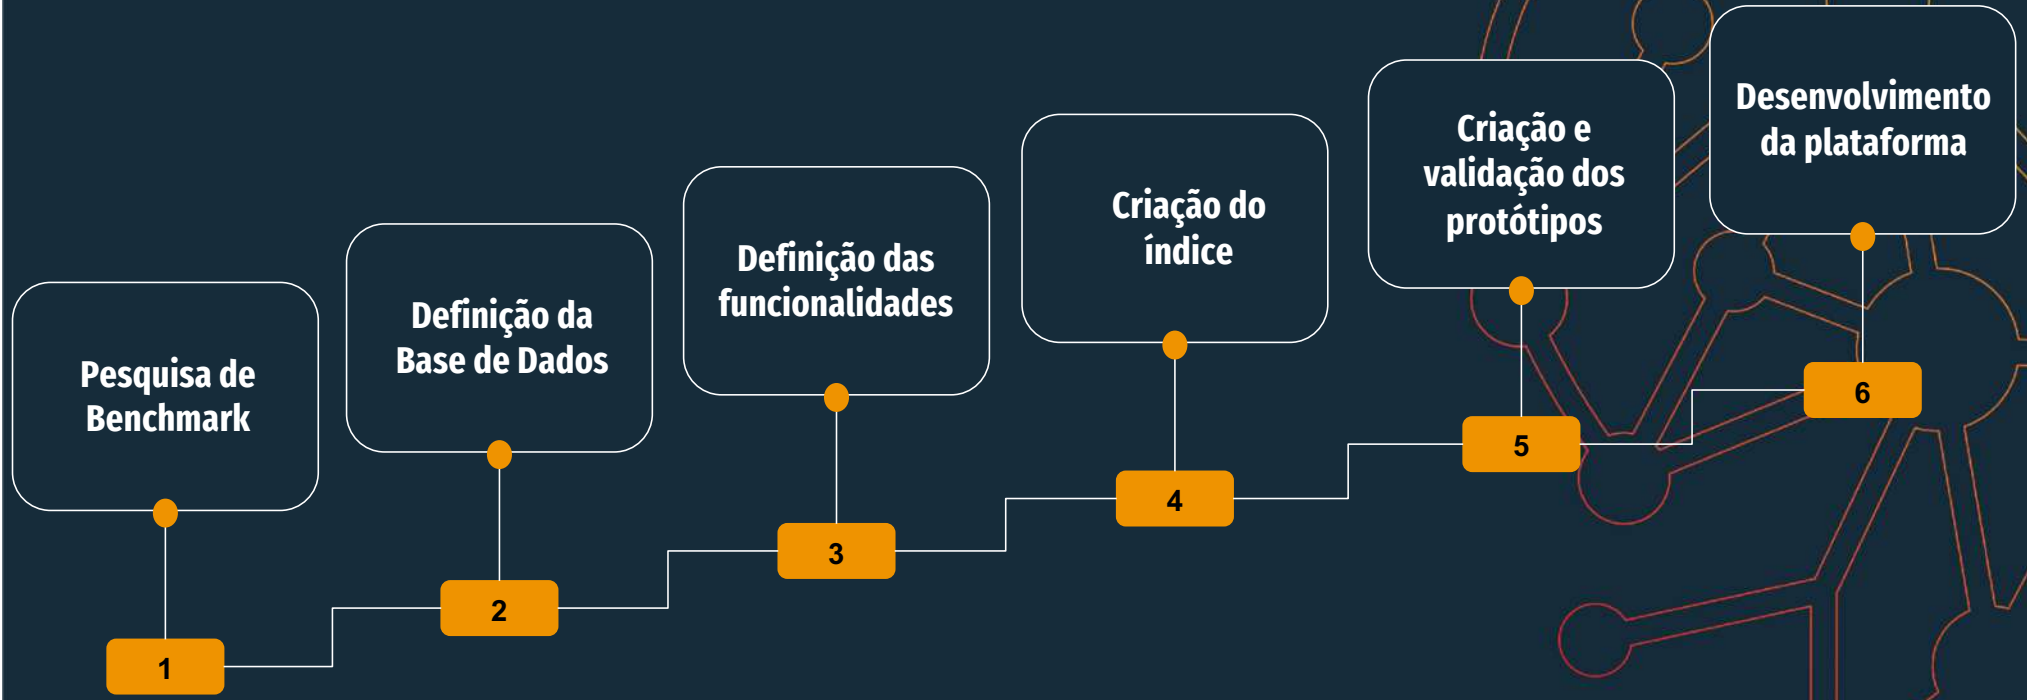 Pesquisa de
Benchmark
1
Definição da
Base de Dados
2
Definição das
funcionalidades
3
Criação do
índice
4
Criação e
validação dos
protótipos
5
Desenvolvimento
da plataforma
6